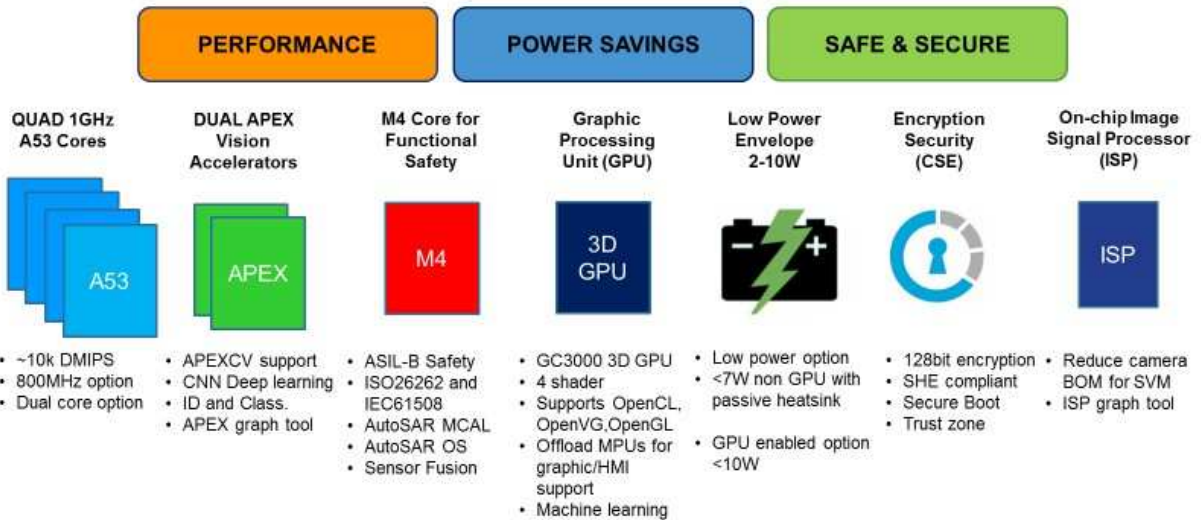 PERFORMANCE
POWER SAVINGS
SAFE & SECURE
QUAD 1GHz
A53 Cores
A53
• ~10k DMIPS
• 800MHz option
• Dual core option
DUAL APEX
Vision
Accelerators
APEX
• APEXCV support
• CNN Deep learning
• ID and Class.
• APEX graph tool
M4 Core for
Functional
Safety
M4
• ASIL-B Safety
• ISO26262 and
IEC61508
• AutoSAR MCAL
• AutoSAR OS
• Sensor Fusion
Graphic
Processing
Unit (GPU)
3D
GPU
• GC3000 3D GPU
• 4 shader
• Supports OpenCL,
OpenVG,OpenGL
• Offload MPUs for
graphic/HMI
support
• Machine learning
Low Power
Envelope
2-10W
• Low power option
• <7W non GPU with
passive heatsink
• GPU enabled option
<10W
Encryption
Security
(CSE)
• 128bit encryption
• SHE compliant
• Secure Boot
• Trust zone
On-chip Image
Signal Processor
(ISP)
ISP
• Reduce camera
BOM for SVM
• ISP graph tool